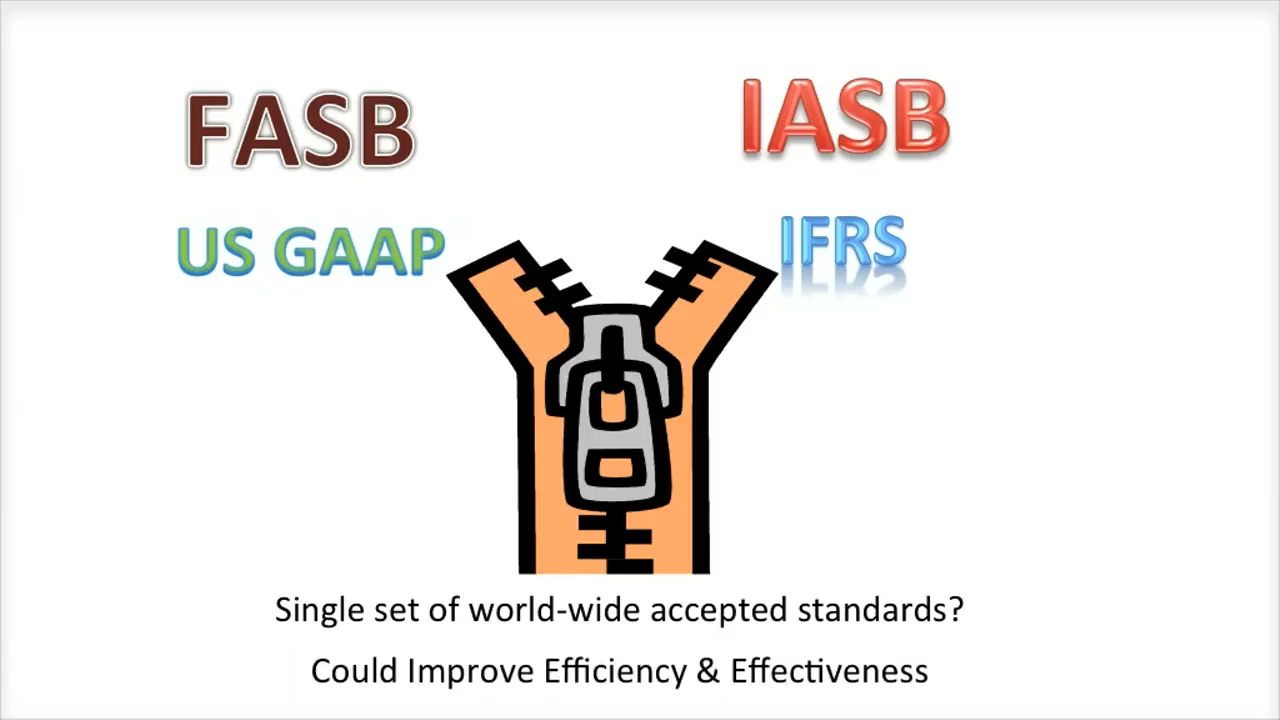 FASB
IASB
US GAAP
IFRS
Single set of world-wide accepted standards?
Could Improve Efficiency & Effectiveness